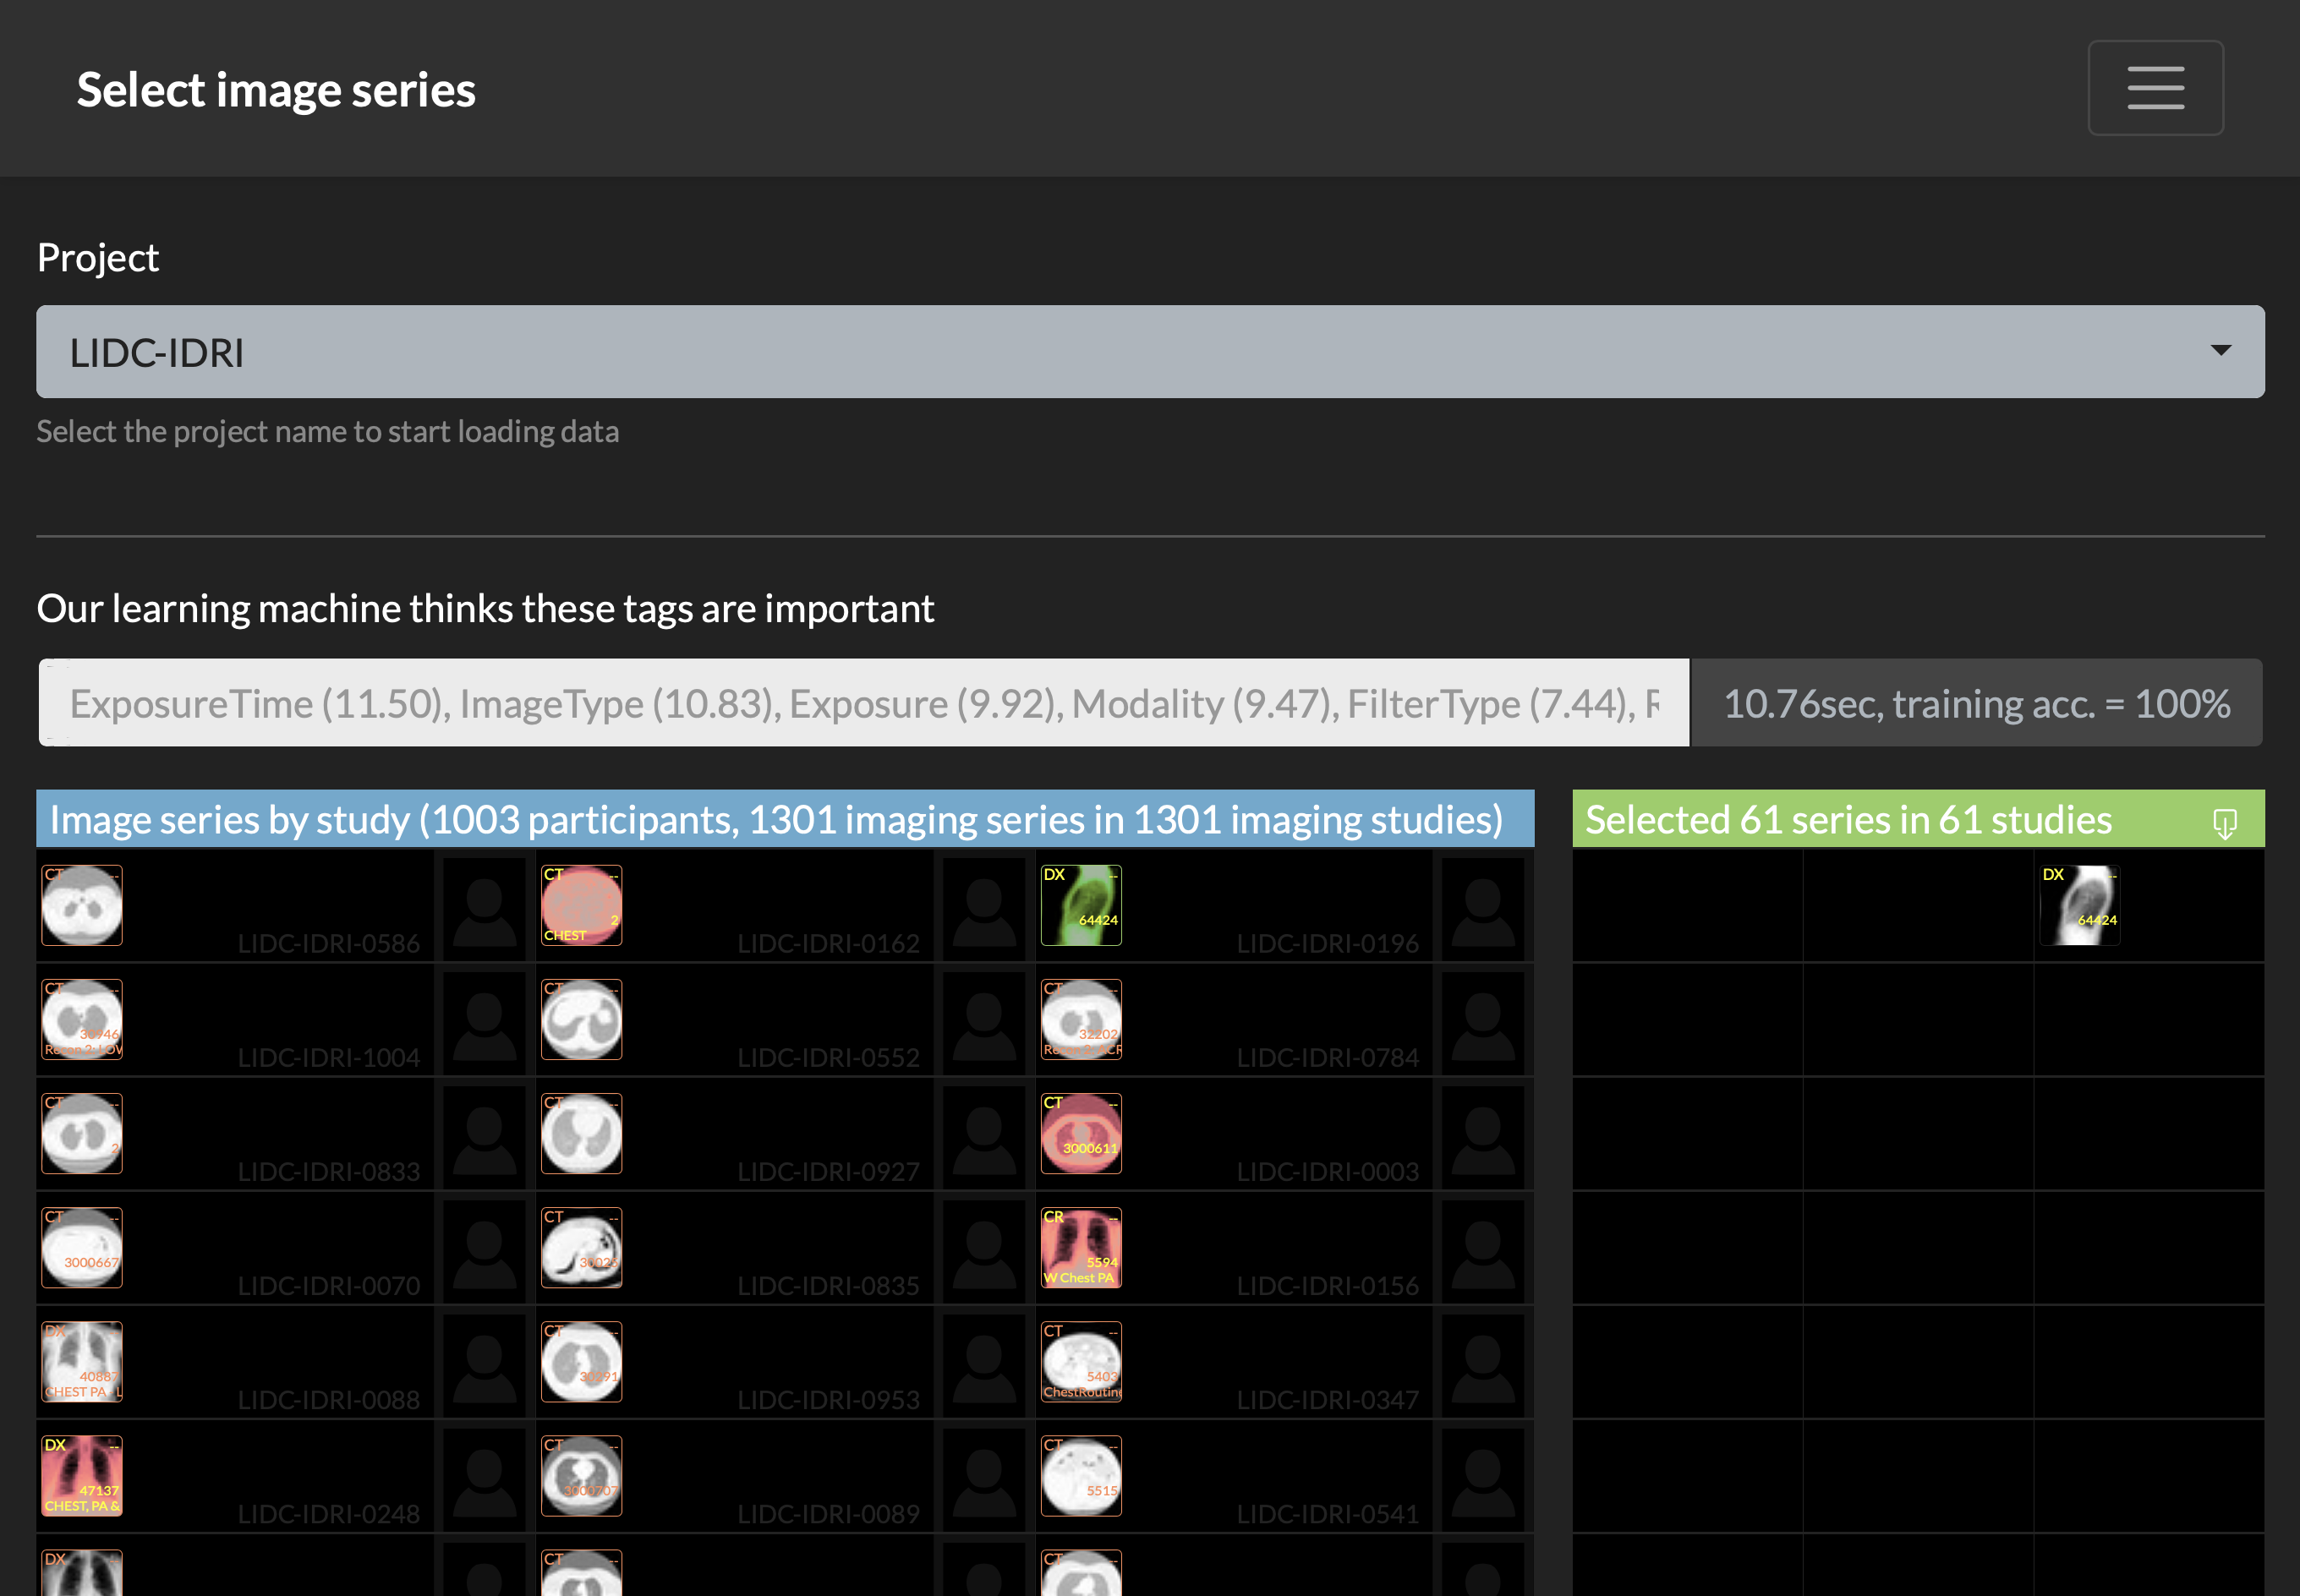 Select image series
Project
LIDC-IDRI
Select the project name to start loading data
Our learning machine thinks these tags are important
ExposureTime (11.50), ImageType (10.83), Exposure (9.92), Modality (9.47), FilterType (7.44),
10.76sec, training acc. = 100%
Image series by study (1003 participants, 1301 imaging series in 1301 imaging studies)
Selected 61 series in 61 studies
CT --
LIDC-IDRI-0586
CT --
2
CHEST
LIDC-IDRI-0162
DX --
64424
LIDC-IDRI-0196
DX --
64424
CT --
30946
Recon 2: LOV
LIDC-IDRI-1004
CT --
LIDC-IDRI-0552
CT --
32202
LIDC-IDRI-0784
CT --
2
LIDC-IDRI-0833
CT --
LIDC-IDRI-0927
CT --
3000611
LIDC-IDRI-0003
CT --
3000667
LIDC-IDRI-0070
CT --
LIDC-IDRI-0835
CR --
5594
W Chest PA
LIDC-IDRI-0156
DX
40887
CHEST PA
LIDC-IDRI-0088
CT --
30291
LIDC-IDRI-0953
CT --
5403
ChestRoutine
LIDC-IDRI-0347
DX --
47137
CHEST, PA &
LIDC-IDRI-0248
CT --
3000707
LIDC-IDRI-0089
CT --
5515
LIDC-IDRI-0541
DX
CT --
CT --